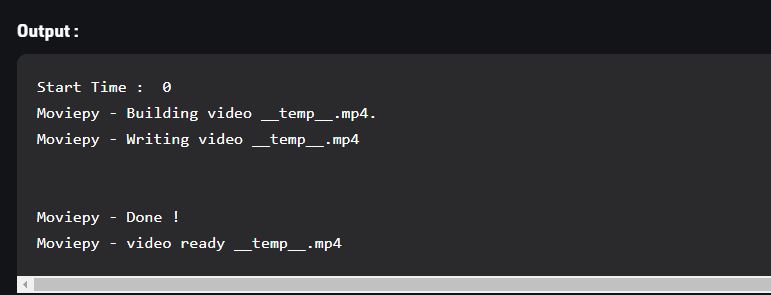 Output :
Start Time :  0
Moviepy - Building video __temp__.mp4.
Moviepy - Writing video __temp__.mp4
Moviepy - Done !
Moviepy - video ready __temp__.mp4